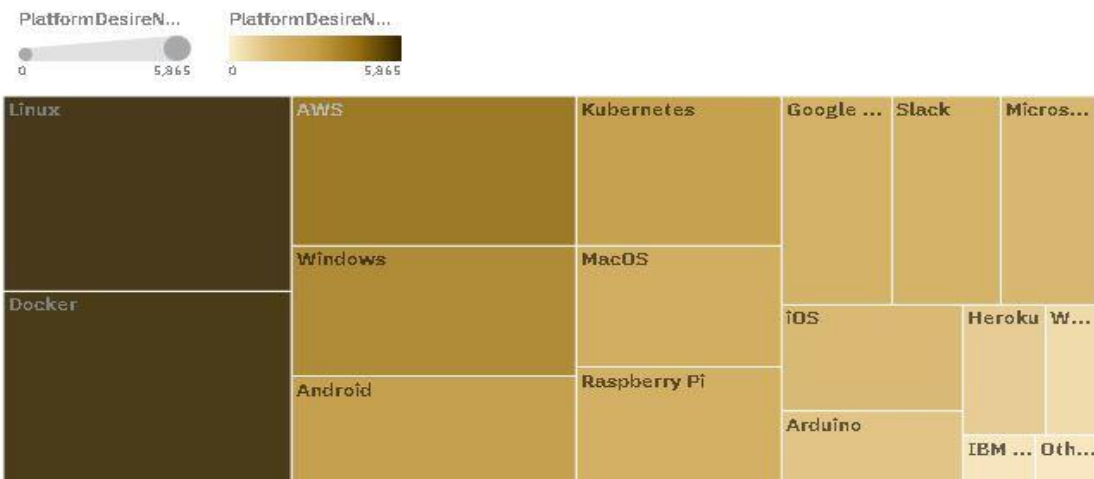 PlatformDesireN... PlatformDesireN...
0 5,865 0 5,865
Linux AWS Kubernetes Google ... Slack Micros...
Windows MacOS
Docker iOS Heroku W...
Android Raspberry Pi
Arduino
IBM ... Oth...